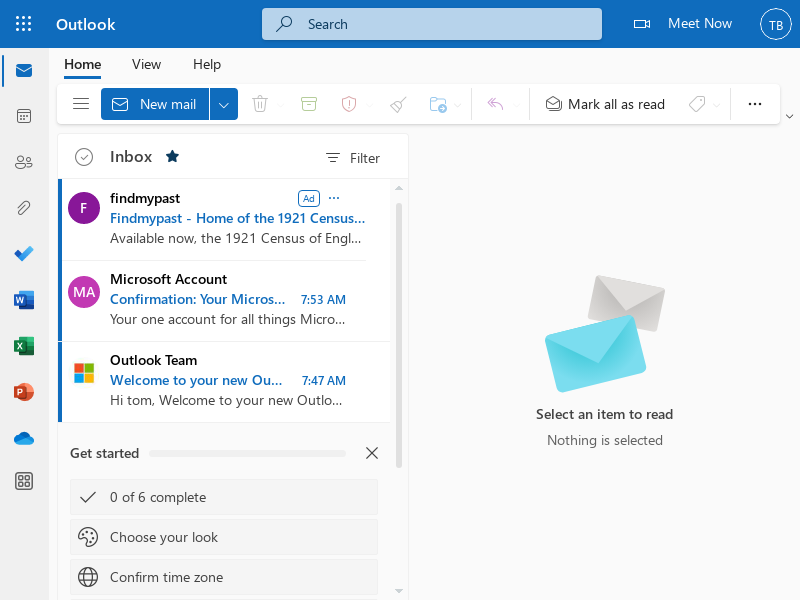 Outlook
Search
Meet Now
TB
Home View Help
New mail
Mark all as read
Inbox
Filter
F
findmypast
Ad
Findmypast - Home of the 1921 Census...
Available now, the 1921 Census of Engl...
MA
Microsoft Account
Confirmation: Your Micros... 7:53 AM
Your one account for all things Micro...
Outlook Team
Welcome to your new Ou... 7:47 AM
Hi tom, Welcome to your new Outlo...
Get started
0 of 6 complete
Choose your look
Confirm time zone
Select an item to read
Nothing is selected
W
X
P